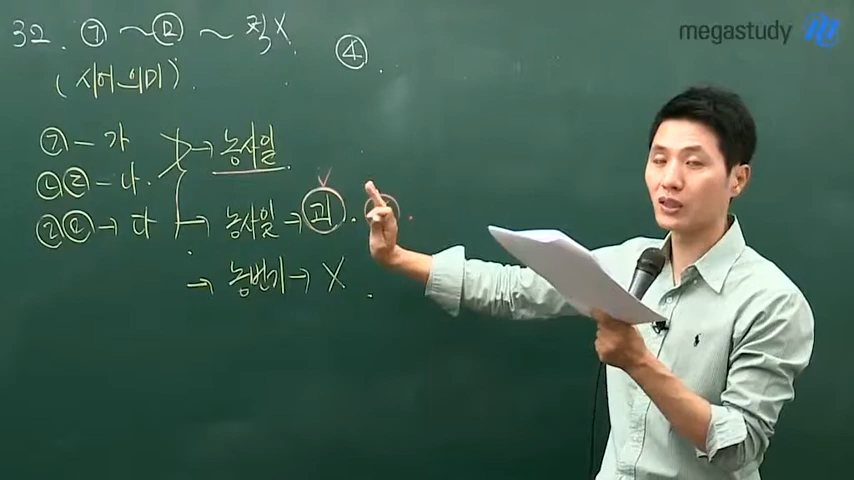 megastudy
32. ㉠ ~ ㉤ ~ 적X
④
(시어 의미)
㉠ - 가 → 농사일
㉡㉢ - 나.
㉣㉤ → 다 → 농사일 → 괴
→ 농번기 → X